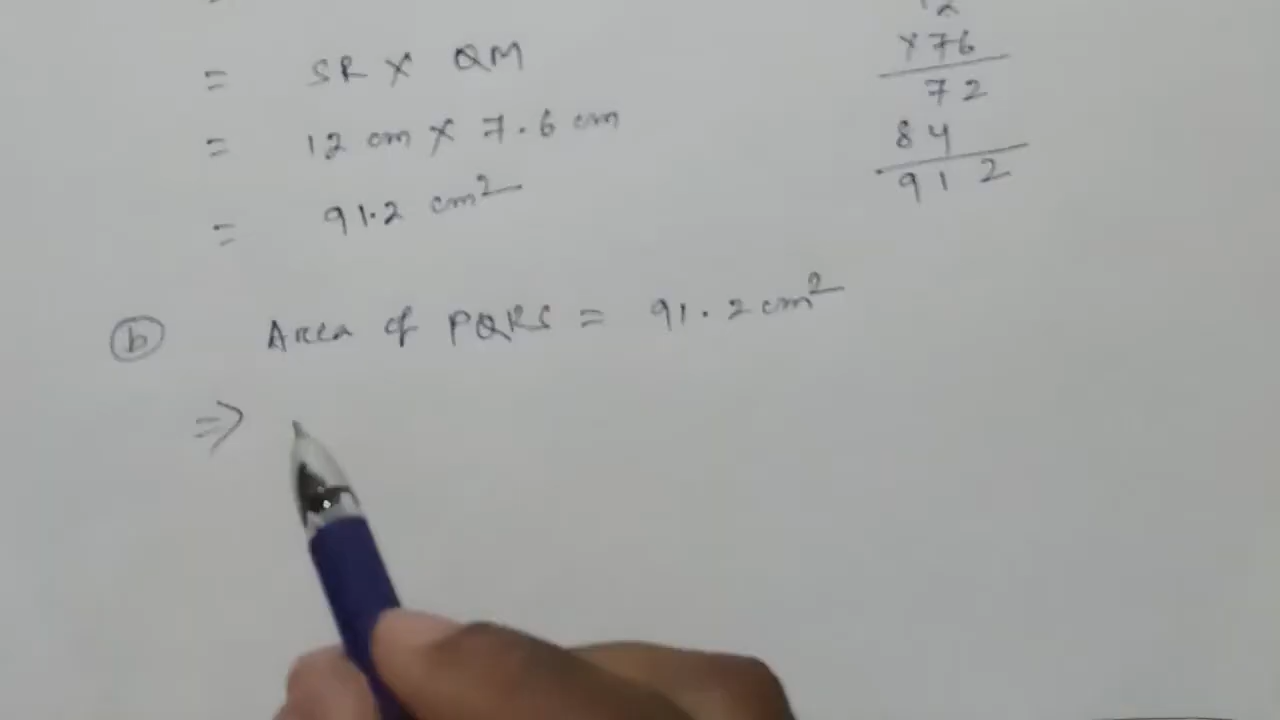 = SR × QM
= 12 cm × 7.6 cm
= 91.2 cm²
12
×76
72
84
912
(b) Area of PQRS = 91.2 cm²
⇒